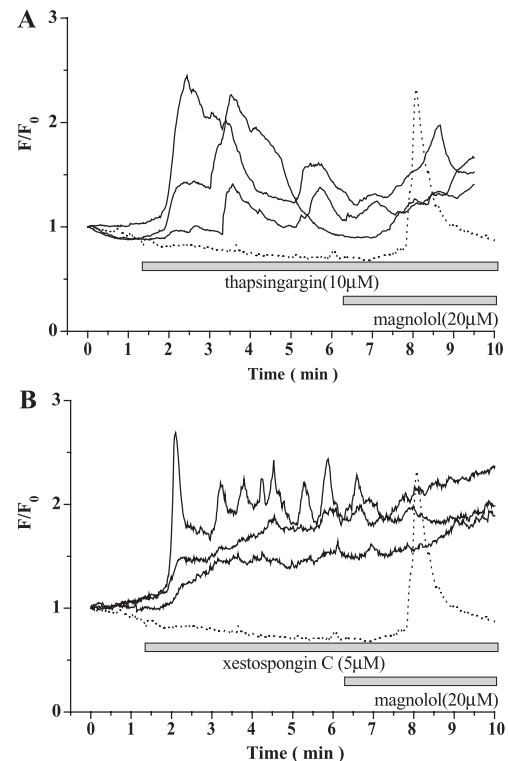 A
3
2
1
0
F/F0
thapsingargin(10μM)
magnolol(20μM)
0 1 2 3 4 5 6 7 8 9 10
Time ( min )
B
3
2
1
0
F/F0
xestospongin C (5μM)
magnolol(20μM)
0 1 2 3 4 5 6 7 8 9 10
Time ( min )